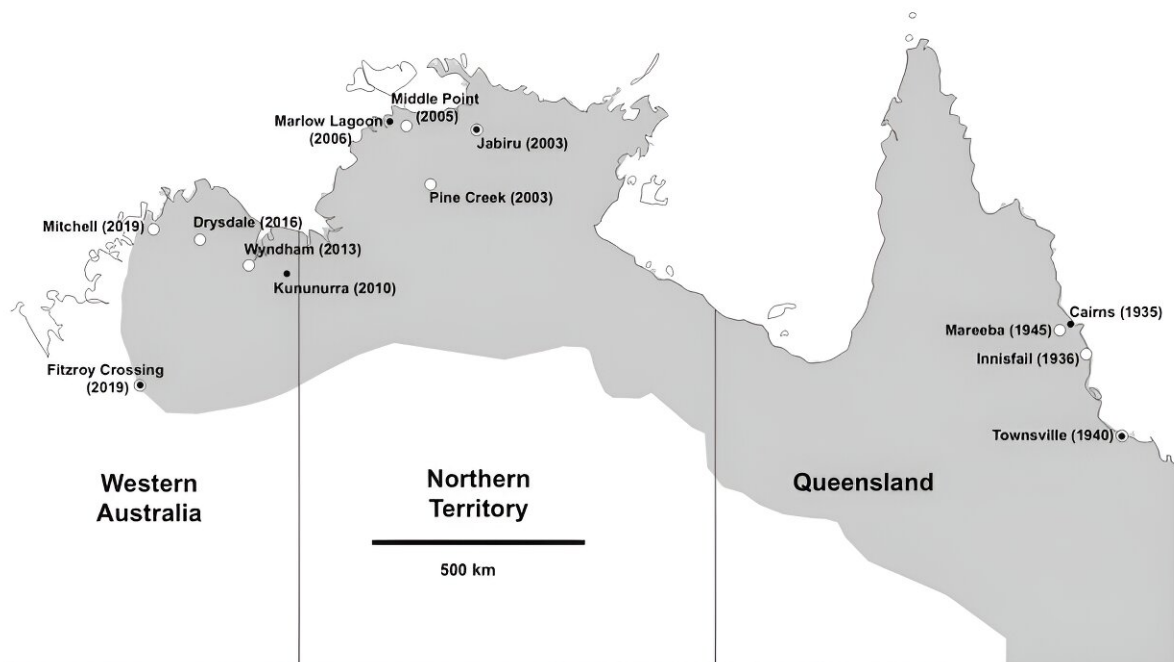 Middle Point
(2005)
Marlow Lagoon
(2006)
Jabiru (2003)
Pine Creek (2003)
Mitchell (2019)
Drysdale (2016)
Wyndham (2013)
Kununurra (2010)
Cairns (1935)
Mareeba (1945)
Innisfail (1936)
Fitzroy Crossing
(2019)
Townsville (1940)
Western
Australia
Northern
Territory
Queensland
500 km